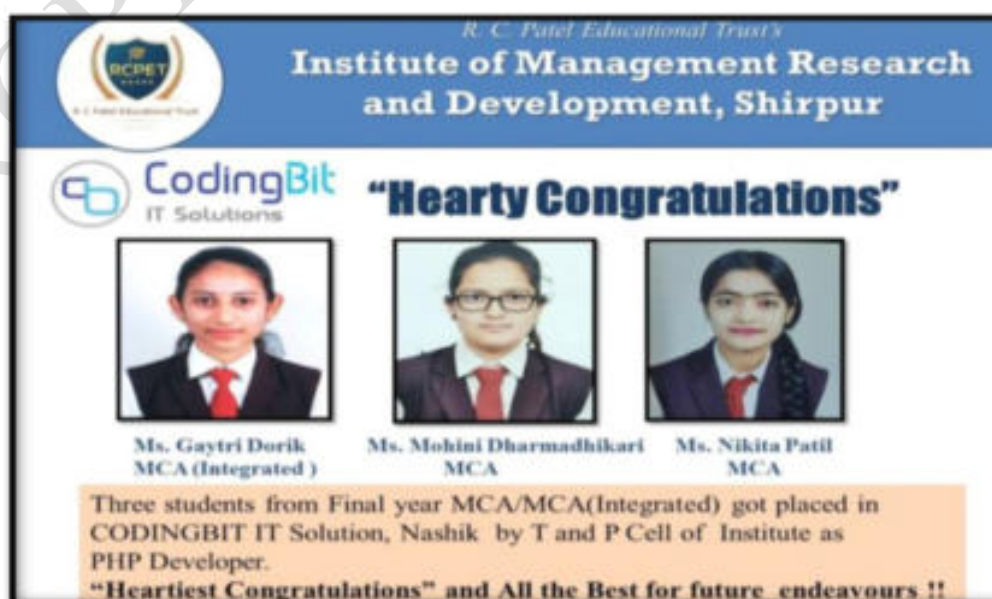 R. C. Patel Educational Trust's
Institute of Management Research
and Development, Shirpur
RCPET
R. C. Patel Educational Trust
CodingBit
IT Solutions
"Hearty Congratulations"
Ms. Gaytri Dorik
MCA (Integrated )
Ms. Mohini Dharmadhikari
MCA
Ms. Nikita Patil
MCA
Three students from Final year MCA/MCA(Integrated) got placed in
CODINGBIT IT Solution, Nashik by T and P Cell of Institute as
PHP Developer.
"Heartiest Congratulations" and All the Best for future endeavours !!